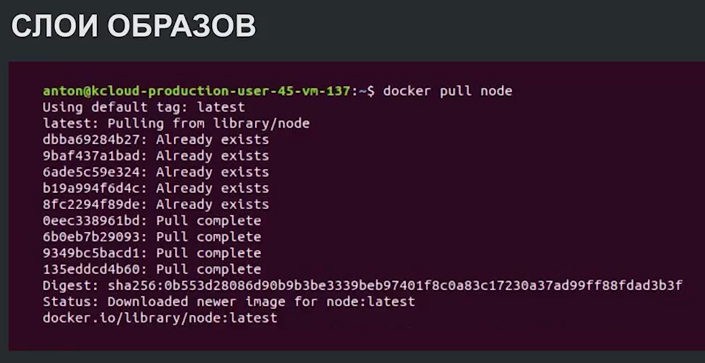 СЛОИ ОБРАЗОВ
anton@kcloud-production-user-45-vm-137:~$ docker pull node
Using default tag: latest
latest: Pulling from library/node
dbba69284b27: Already exists
9baf437a1bad: Already exists
6ade5c59e324: Already exists
b19a994f6d4c: Already exists
8fc2294f89de: Already exists
0eec338961bd: Pull complete
6b0eb7b29093: Pull complete
9349bc5bacd1: Pull complete
135eddcd4b60: Pull complete
Digest: sha256:0b553d28086d90b9b3be3339beb97401f8c0a83c17230a37ad99ff88fdad3b3f
Status: Downloaded newer image for node:latest
docker.io/library/node:latest